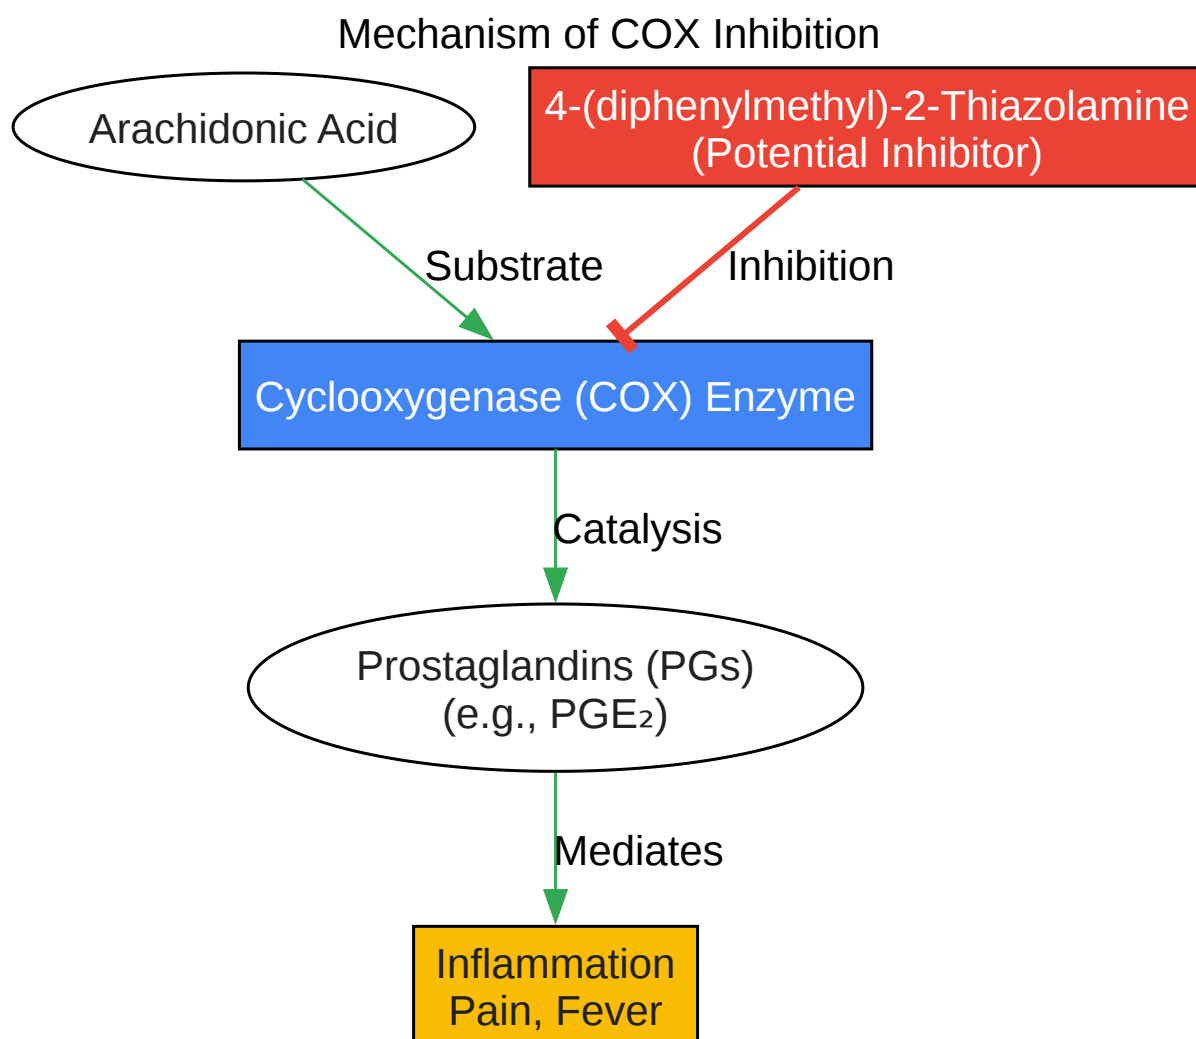 Mechanism of COX Inhibition
Arachidonic Acid
4-(diphenylmethyl)-2-Thiazolamine
(Potential Inhibitor)
Substrate
Inhibition
Cyclooxygenase (COX) Enzyme
Catalysis
Prostaglandins (PGs)
(e.g., PGE₂)
Mediates
Inflammation
Pain, Fever